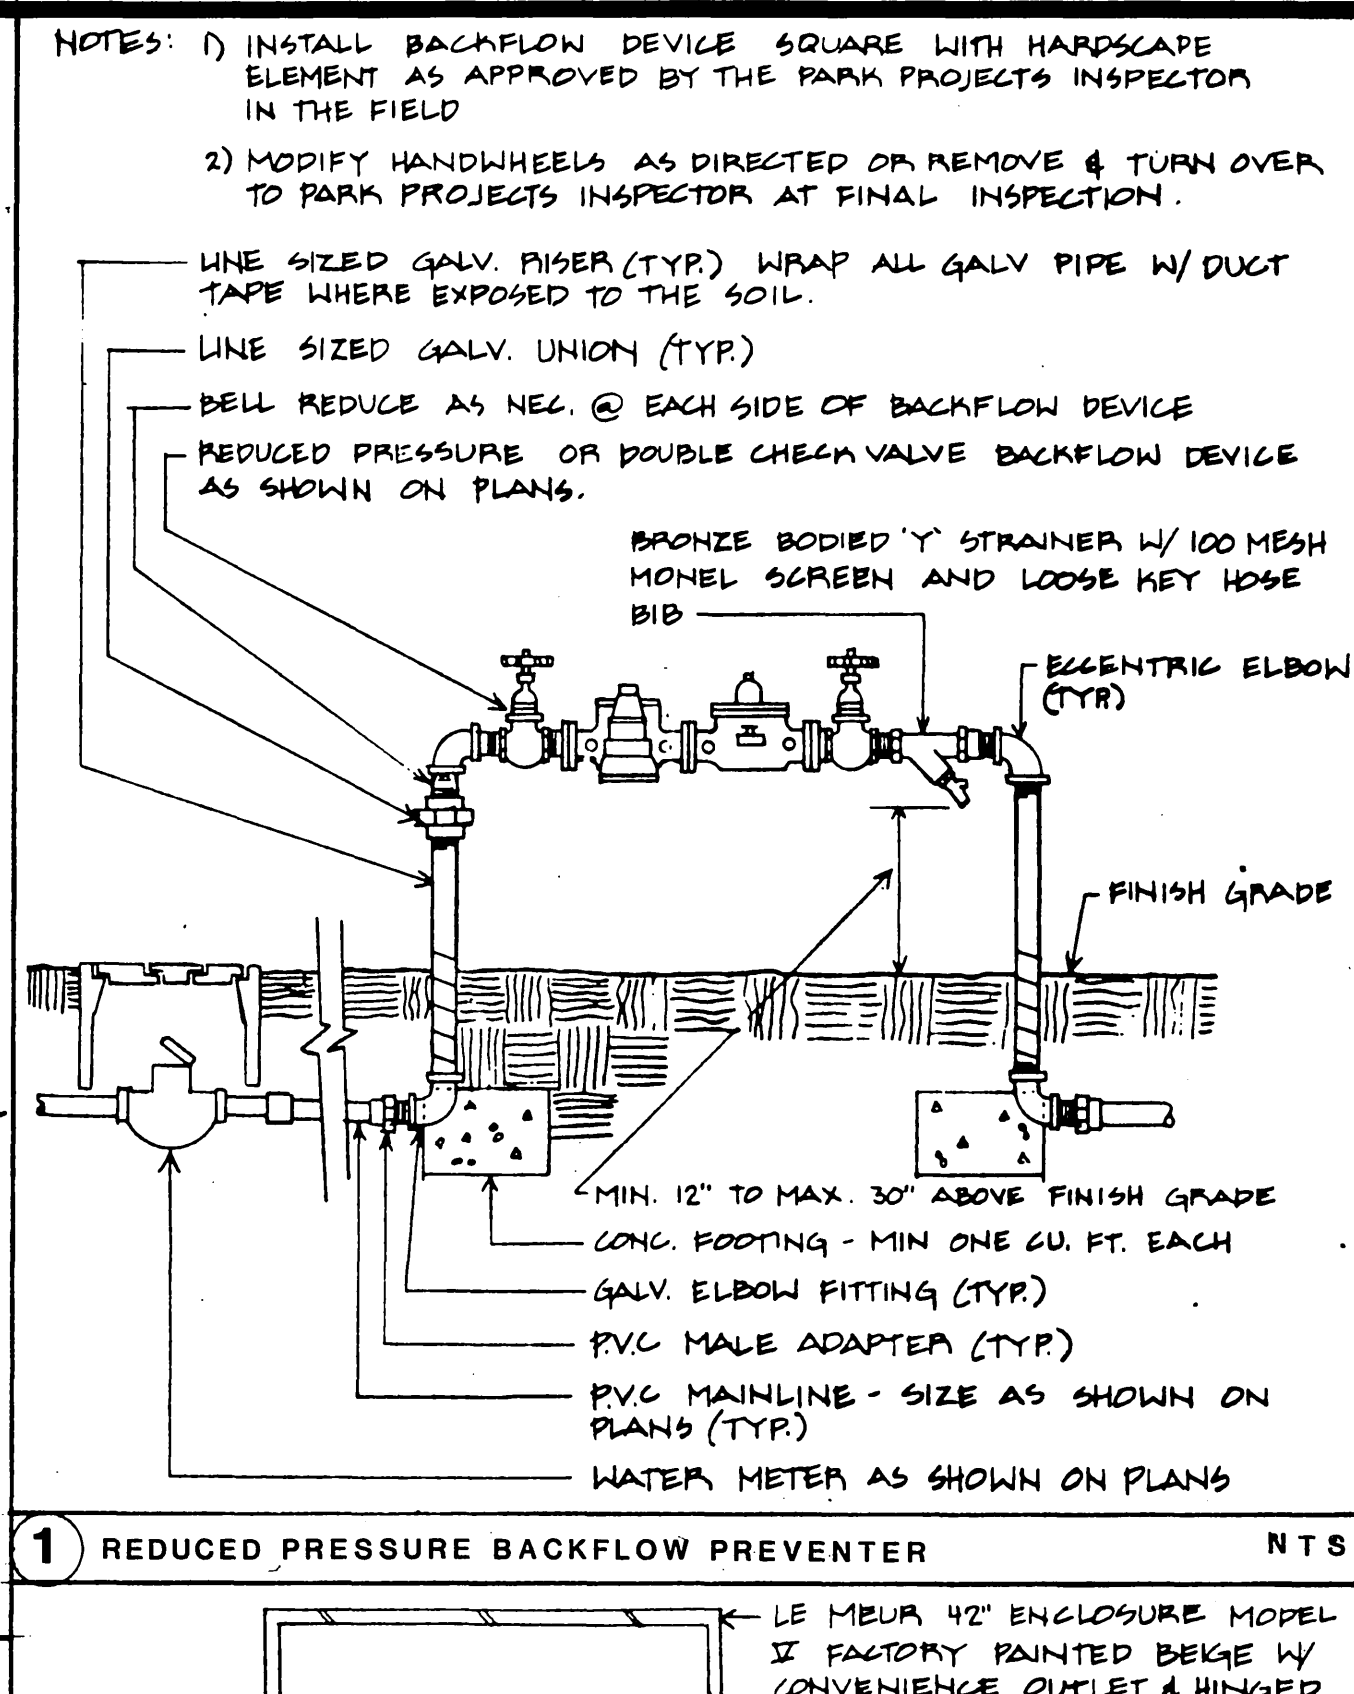 NOTES: 1) INSTALL BACKFLOW DEVICE SQUARE WITH HARDSCAPE
ELEMENT AS APPROVED BY THE PARK PROJECTS INSPECTOR
IN THE FIELD
2) MODIFY HANDWHEELS AS DIRECTED OR REMOVE & TURN OVER
TO PARK PROJECTS INSPECTOR AT FINAL INSPECTION.
LINE SIZED GALV. RISER (TYP.) WRAP ALL GALV PIPE W/ DUCT
TAPE WHERE EXPOSED TO THE SOIL.
LINE SIZED GALV. UNION (TYP.)
BELL REDUCE AS NEC. @ EACH SIDE OF BACKFLOW DEVICE
REDUCED PRESSURE OR DOUBLE CHECK VALVE BACKFLOW DEVICE
AS SHOWN ON PLANS.
BRONZE BODIED 'Y' STRAINER W/ 100 MESH
MONEL SCREEN AND LOOSE KEY HOSE
BIB
ECCENTRIC ELBOW
(TYP.)
FINISH GRADE
MIN. 12" TO MAX. 30" ABOVE FINISH GRADE
CONC. FOOTING - MIN ONE CU. FT. EACH
GALV. ELBOW FITTING (TYP.)
P.V.C MALE ADAPTER (TYP.)
P.V.C MAINLINE - SIZE AS SHOWN ON
PLANS (TYP.)
WATER METER AS SHOWN ON PLANS
1 REDUCED PRESSURE BACKFLOW PREVENTER NTS
LE MEUR 42" ENCLOSURE MODEL
V FACTORY PAINTED BEIGE W/
CONVENIENCE OUTLET & HINGED